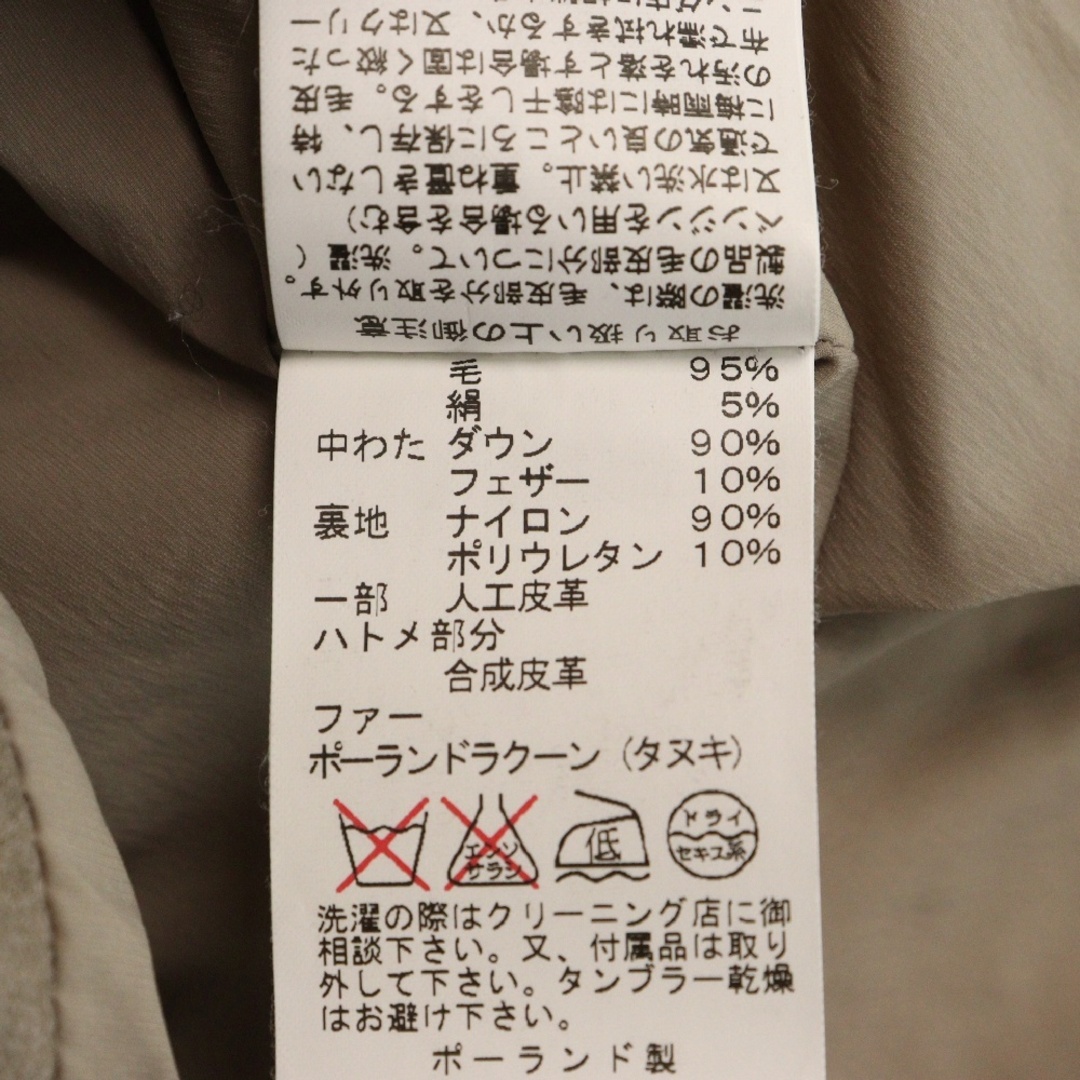 お取り扱い上の御注意
洗濯の際は、毛皮部分を取り外す。
製品の毛皮部分について。洗濯(
ベンジンを用いる場合を含む)
又は水洗い禁止。重ね置きしない
で通気の良いところに保存し、特
に梅雨時には陰干しをする。毛皮
の汚れを落とす場合は固く絞った
布で濡れ拭きするか、又はクリー
毛 95%
絹 5%
中わた ダウン 90%
フェザー 10%
裏地 ナイロン 90%
ポリウレタン 10%
一部 人工皮革
ハトメ部分
合成皮革
ファー
ポーランドラクーン(タヌキ)
エンソサラシ 低 ドライセキユ系
洗濯の際はクリーニング店に御
相談下さい。又、付属品は取り
外して下さい。タンブラー乾燥
はお避け下さい。
ポーランド製